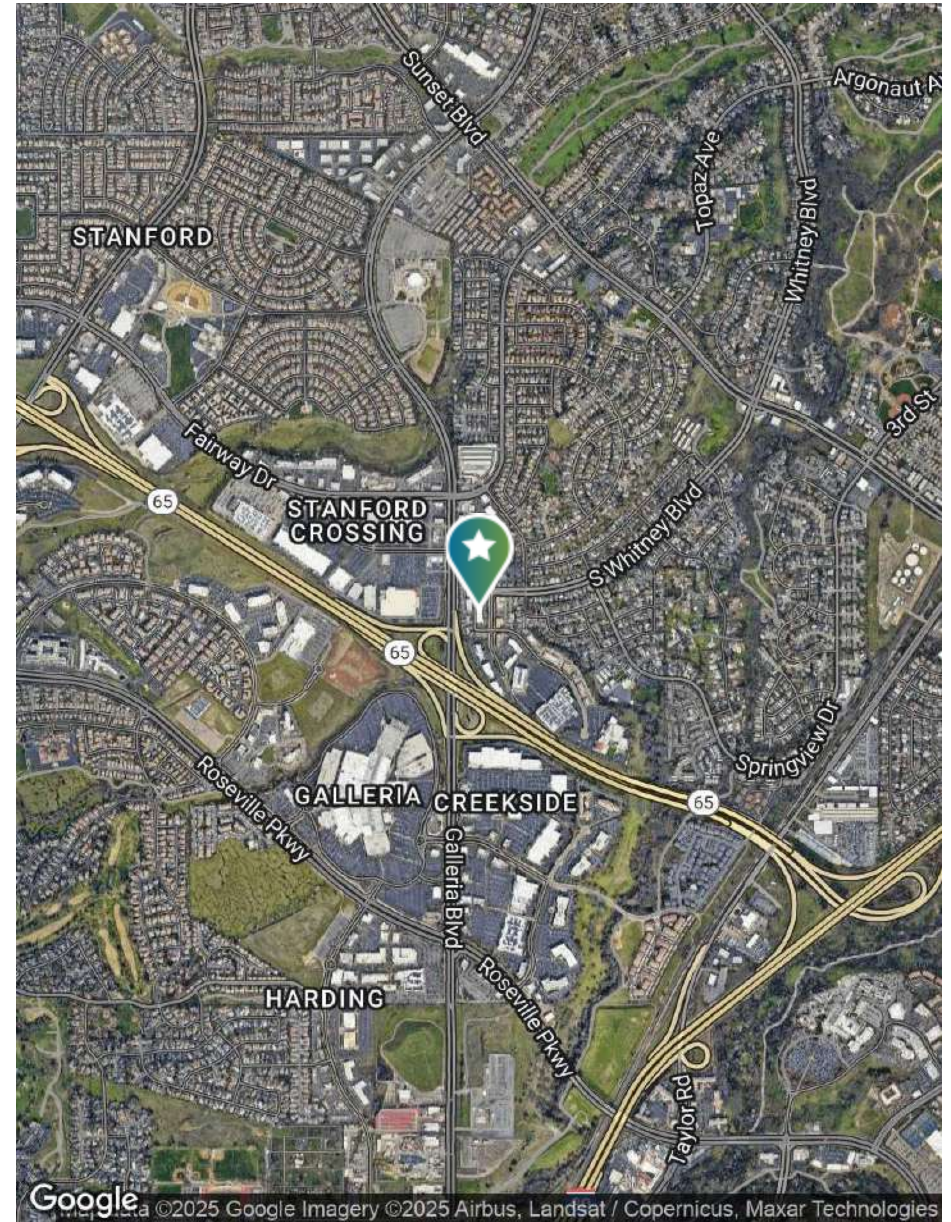 Sunset Blvd
Argonaut A
Topaz Ave
Whitney Blvd
STANFORD
3rd St
Fairway Dr
65
STANFORD
CROSSING
S Whitney Blvd
65
Springview Dr
Roseville Pkwy
GALLERIA
CREEKSIDE
65
Galleria Blvd
Roseville Pkwy
HARDING
Taylor Rd
Google
Map data ©2025 Google Imagery ©2025 Airbus, Landsat / Copernicus, Maxar Technologies